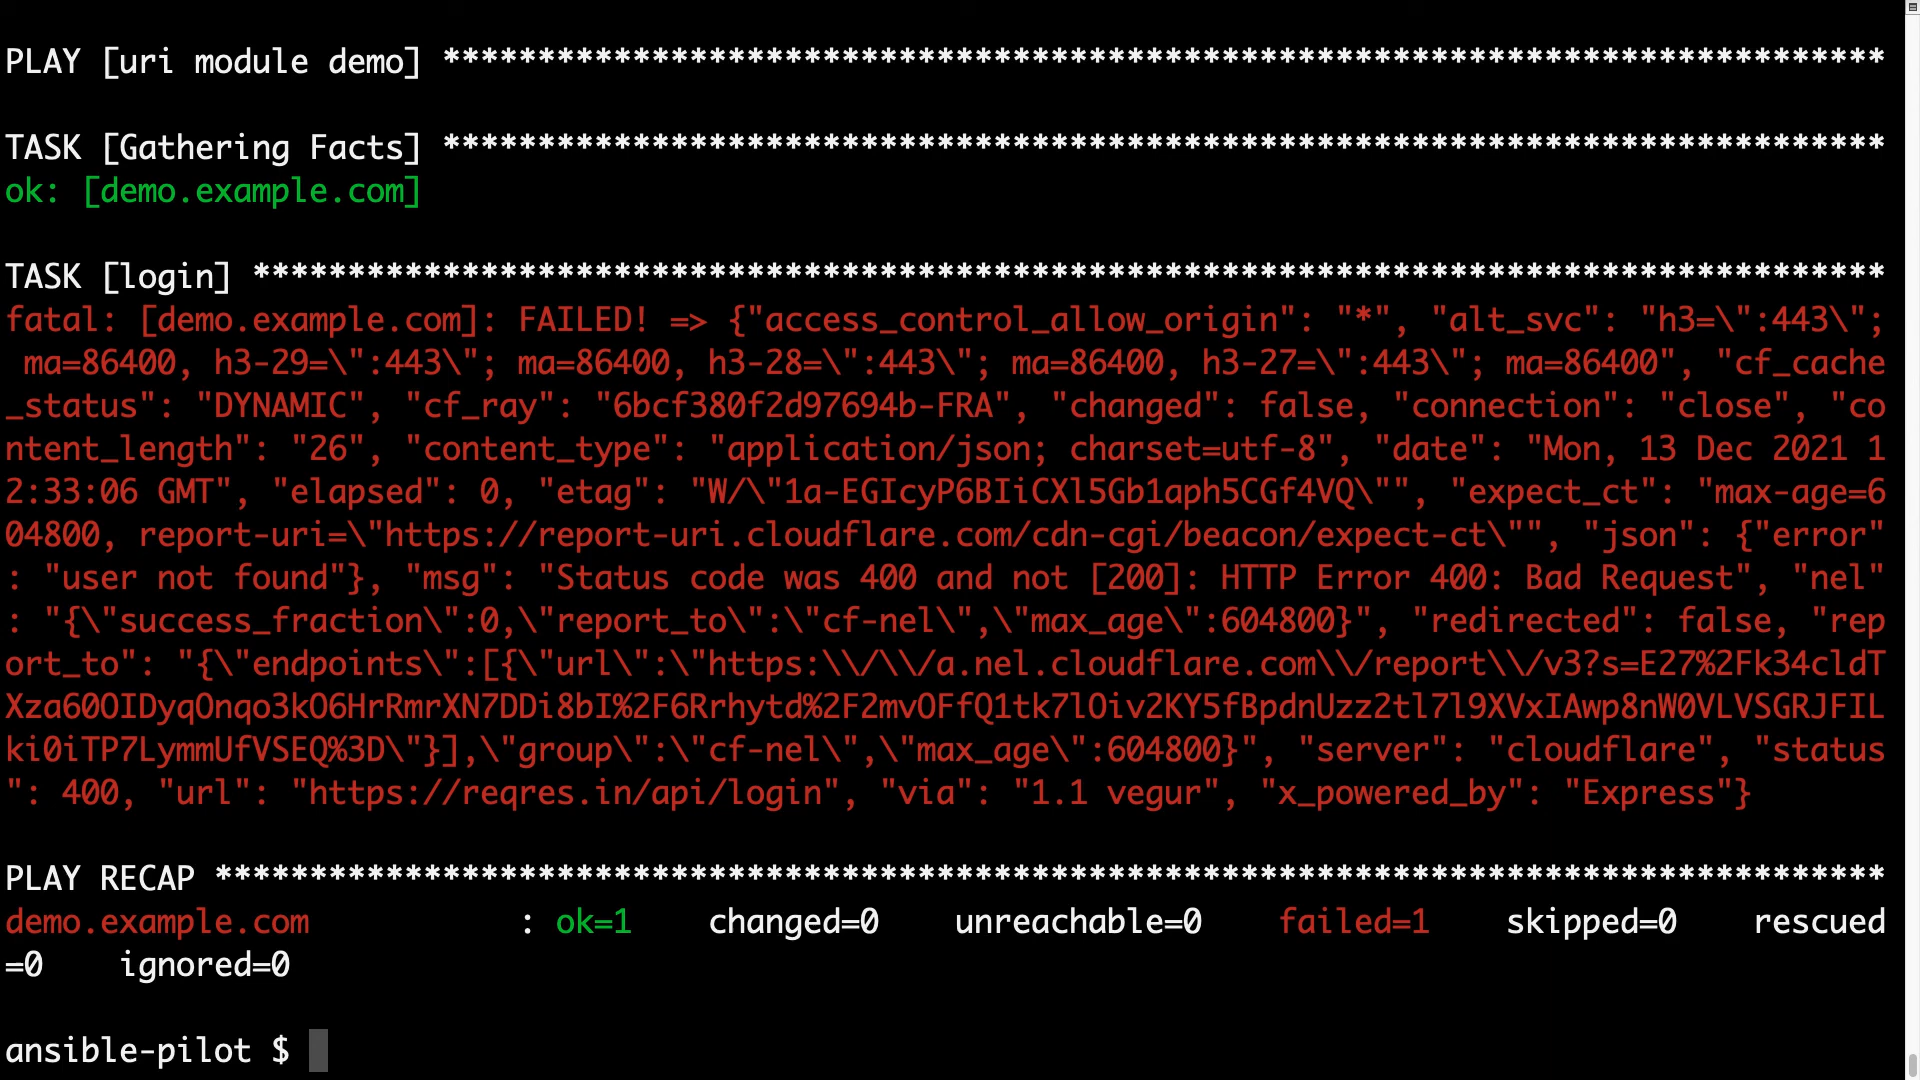 PLAY [uri module demo] ****************************************************************************
TASK [Gathering Facts] ****************************************************************************
ok: [demo.example.com]
TASK [login] **************************************************************************************
fatal: [demo.example.com]: FAILED! => {"access_control_allow_origin": "*", "alt_svc": "h3=\":443\";
 ma=86400, h3-29=\":443\"; ma=86400, h3-28=\":443\"; ma=86400, h3-27=\":443\"; ma=86400", "cf_cache
_status": "DYNAMIC", "cf_ray": "6bcf380f2d97694b-FRA", "changed": false, "connection": "close", "co
ntent_length": "26", "content_type": "application/json; charset=utf-8", "date": "Mon, 13 Dec 2021 1
2:33:06 GMT", "elapsed": 0, "etag": "W/\"1a-EGIcyP6BIiCXl5Gb1aph5CGf4VQ\"", "expect_ct": "max-age=6
04800, report-uri=\"https://report-uri.cloudflare.com/cdn-cgi/beacon/expect-ct\"", "json": {"error"
: "user not found"}, "msg": "Status code was 400 and not [200]: HTTP Error 400: Bad Request", "nel"
: "{\"success_fraction\":0,\"report_to\":\"cf-nel\",\"max_age\":604800}", "redirected": false, "rep
ort_to": "{\"endpoints\":[{\"url\":\"https:\\/\\/a.nel.cloudflare.com\\/report\\/v3?s=E27%2Fk34cldT
Xza60OIDyqOnqo3kO6HrRmrXN7DDi8bI%2F6Rrhytd%2F2mvOFfQ1tk7lOiv2KY5fBpdnUzz2tl7l9XVxIAwp8nW0VLVSGRJFIL
ki0iTP7LymmUfVSEQ%3D\"}],\"group\":\"cf-nel\",\"max_age\":604800}", "server": "cloudflare", "status
": 400, "url": "https://reqres.in/api/login", "via": "1.1 vegur", "x_powered_by": "Express"}
PLAY RECAP ****************************************************************************************
demo.example.com           : ok=1    changed=0    unreachable=0    failed=1    skipped=0    rescued
=0    ignored=0
ansible-pilot $